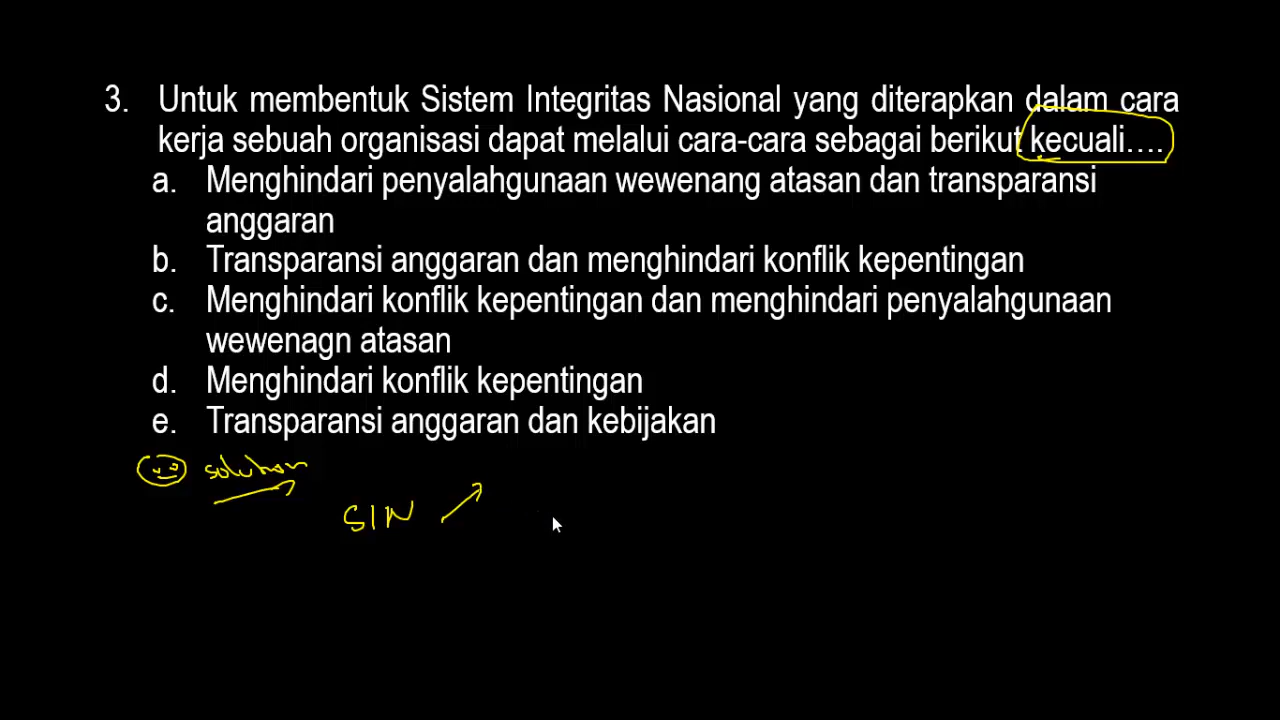 3. Untuk membentuk Sistem Integritas Nasional yang diterapkan dalam cara
kerja sebuah organisasi dapat melalui cara-cara sebagai berikut kecuali....
a. Menghindari penyalahgunaan wewenang atasan dan transparansi
anggaran
b. Transparansi anggaran dan menghindari konflik kepentingan
c. Menghindari konflik kepentingan dan menghindari penyalahgunaan
wewenagn atasan
d. Menghindari konflik kepentingan
e. Transparansi anggaran dan kebijakan
solution
SIN